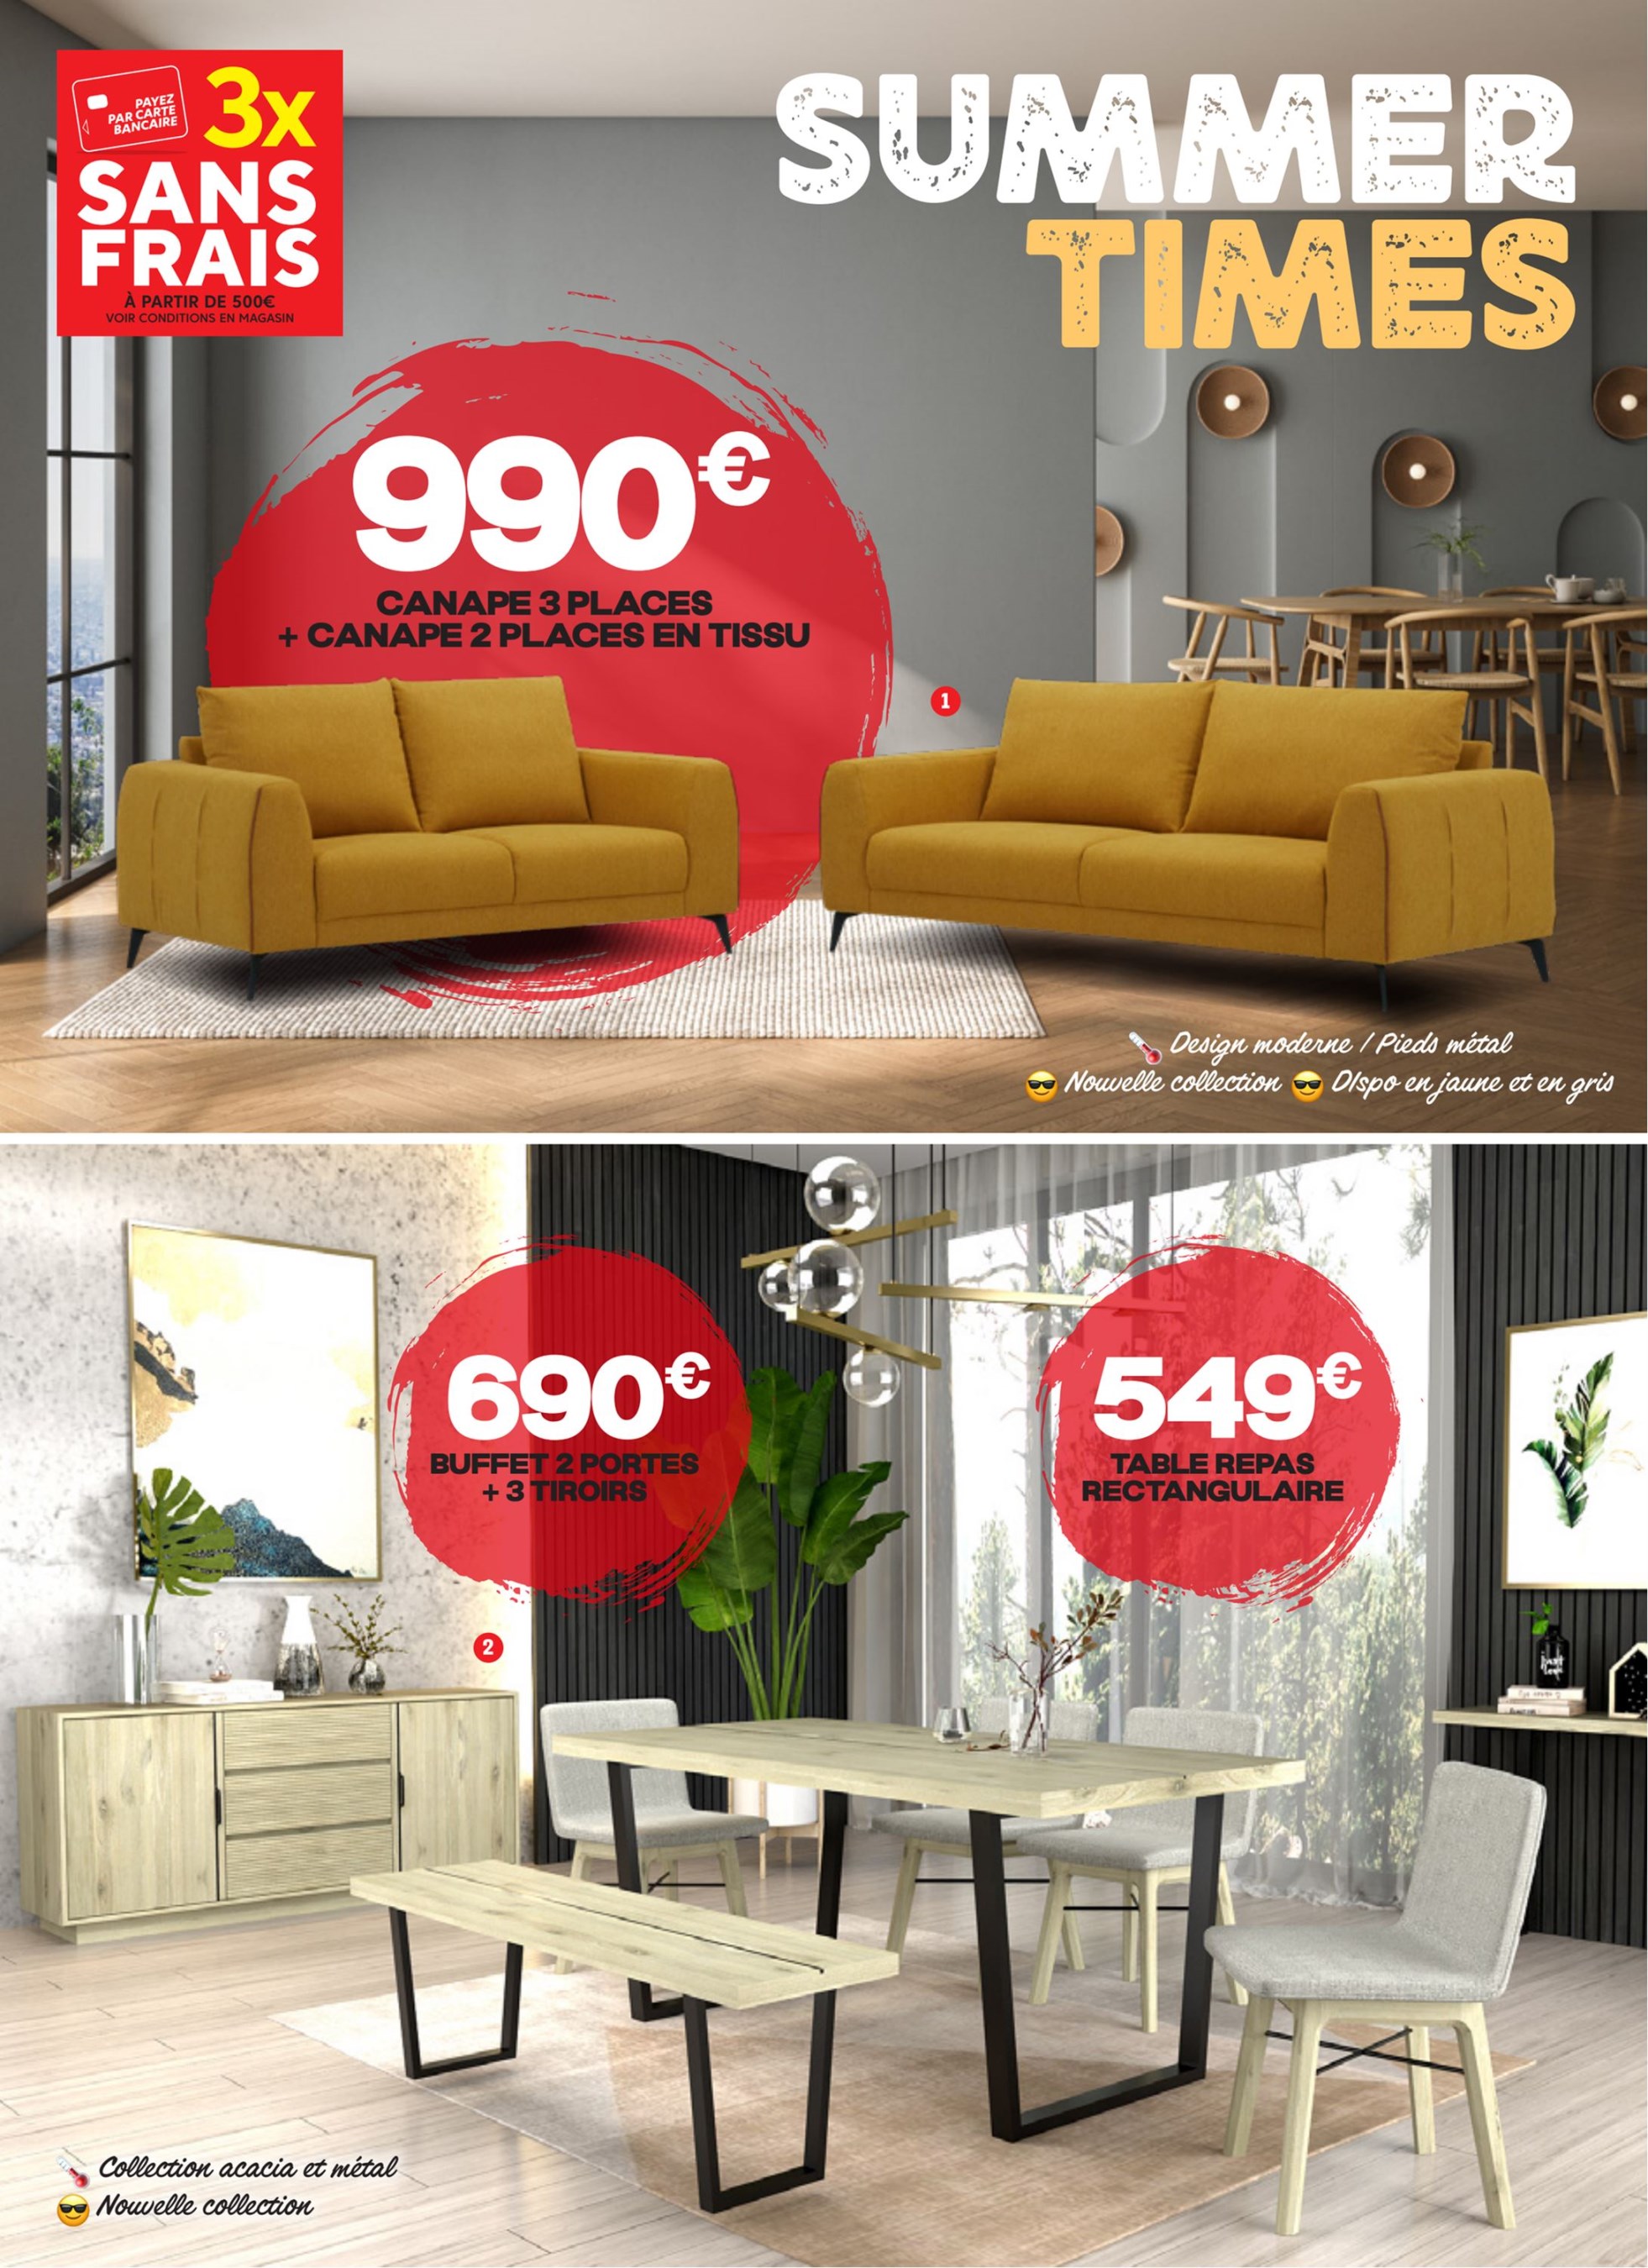 PAYEZ
PAR CARTE
BANCAIRE
3x
SANS
FRAIS
À PARTIR DE 500€
VOIR CONDITIONS EN MAGASIN
SUMMER
TIMES
990€
CANAPE 3 PLACES
+ CANAPE 2 PLACES EN TISSU
1
Design moderne / Pieds métal
Nouvelle collection DIspo en jaune et en gris
690€
BUFFET 2 PORTES
+ 3 TIROIRS
549€
TABLE REPAS
RECTANGULAIRE
2
Collection acacia et métal
Nouvelle collection